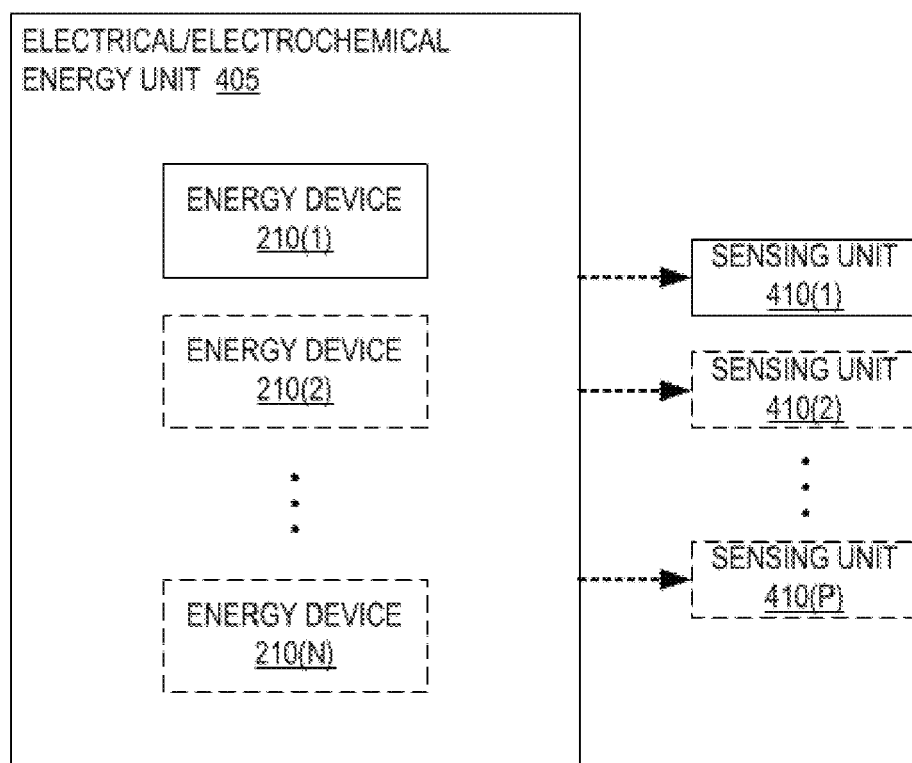 ELECTRICAL/ELECTROCHEMICAL
ENERGY UNIT 405
ENERGY DEVICE
210(1)
ENERGY DEVICE
210(2)
ENERGY DEVICE
210(N)
SENSING UNIT
410(1)
SENSING UNIT
410(2)
SENSING UNIT
410(P)